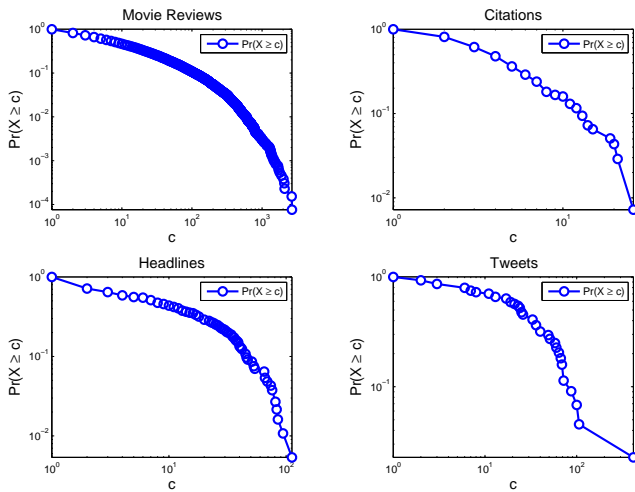 Movie Reviews
Pr(X ≥ c)
10^0
10^-1
10^-2
10^-3
10^-4
Pr(X ≥ c)
10^0 10^1 10^2 10^3
c
Citations
Pr(X ≥ c)
10^0
10^-1
10^-2
Pr(X ≥ c)
10^0 10^1
c
Headlines
Pr(X ≥ c)
10^0
10^-1
10^-2
Pr(X ≥ c)
10^0 10^1 10^2
c
Tweets
Pr(X ≥ c)
10^0
10^-1
Pr(X ≥ c)
10^0 10^1 10^2
c